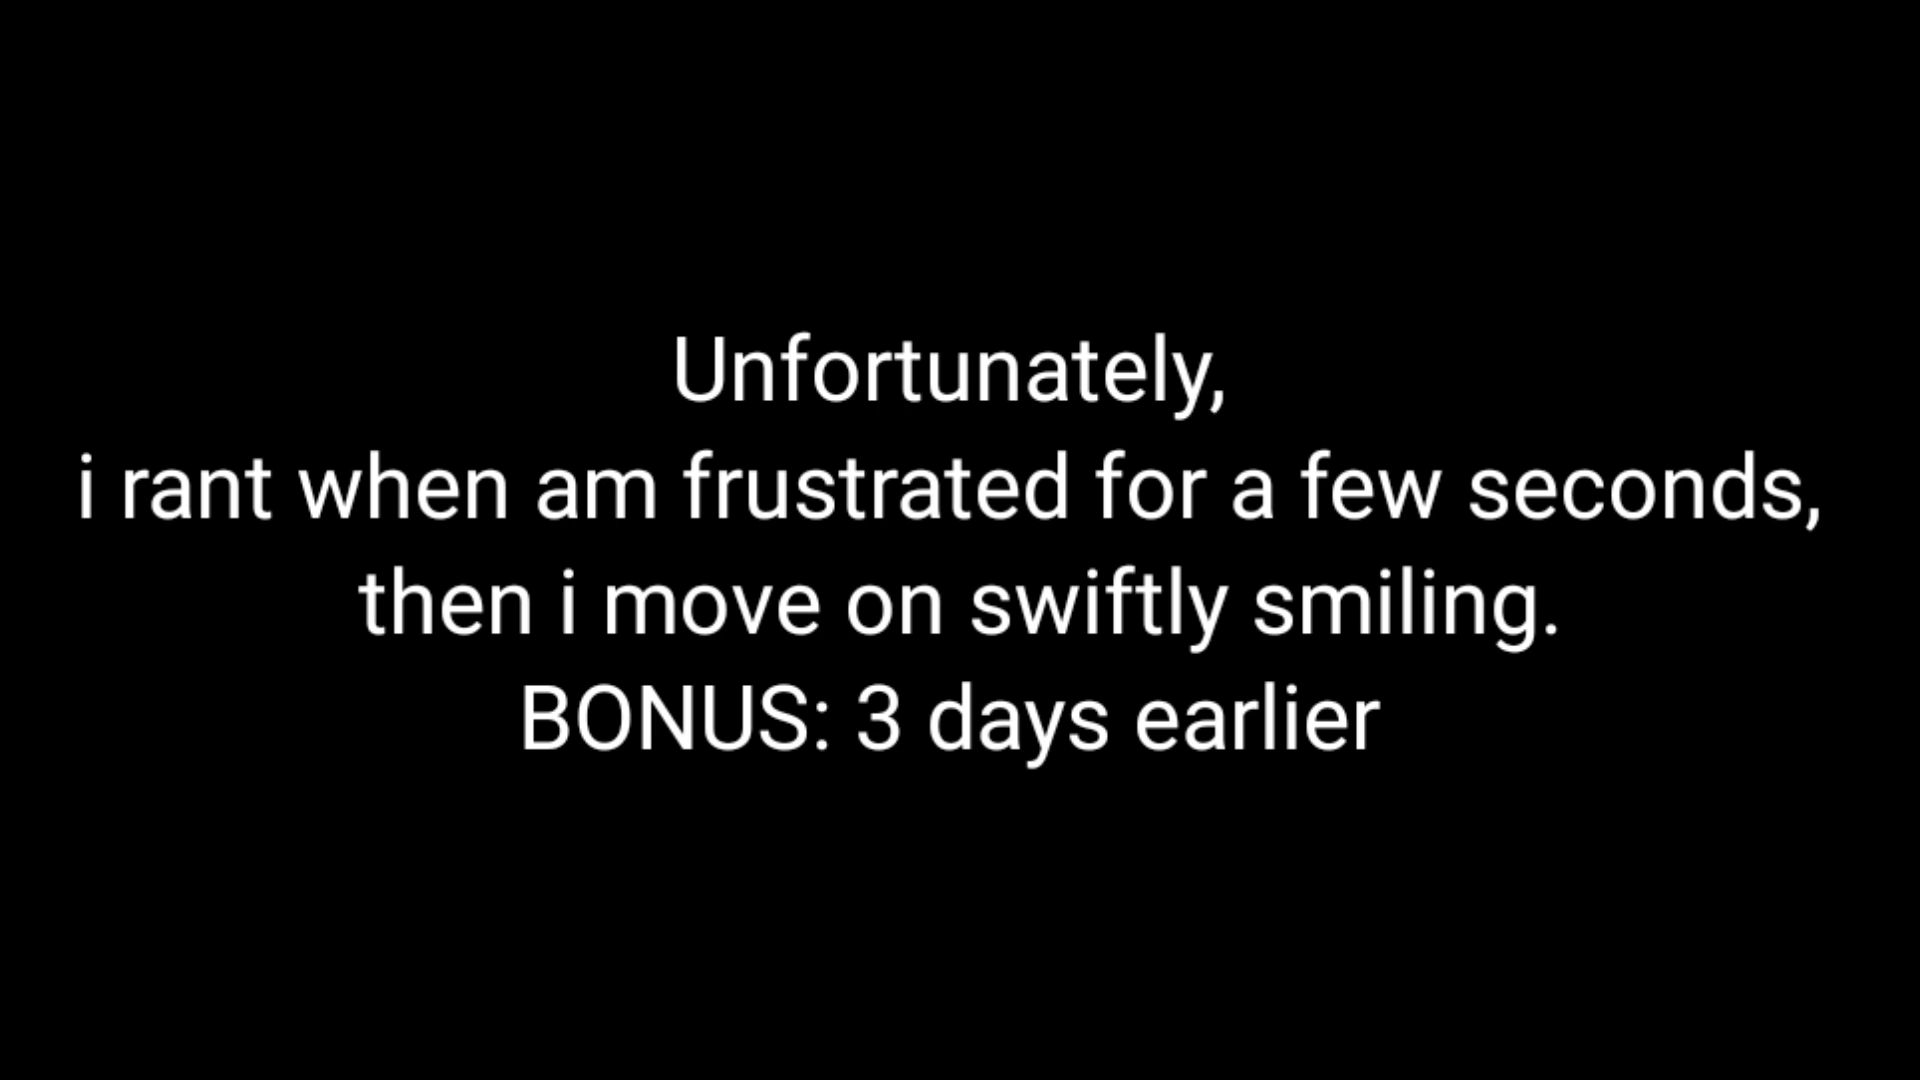 Unfortunately,
i rant when am frustrated for a few seconds,
then i move on swiftly smiling.
BONUS: 3 days earlier